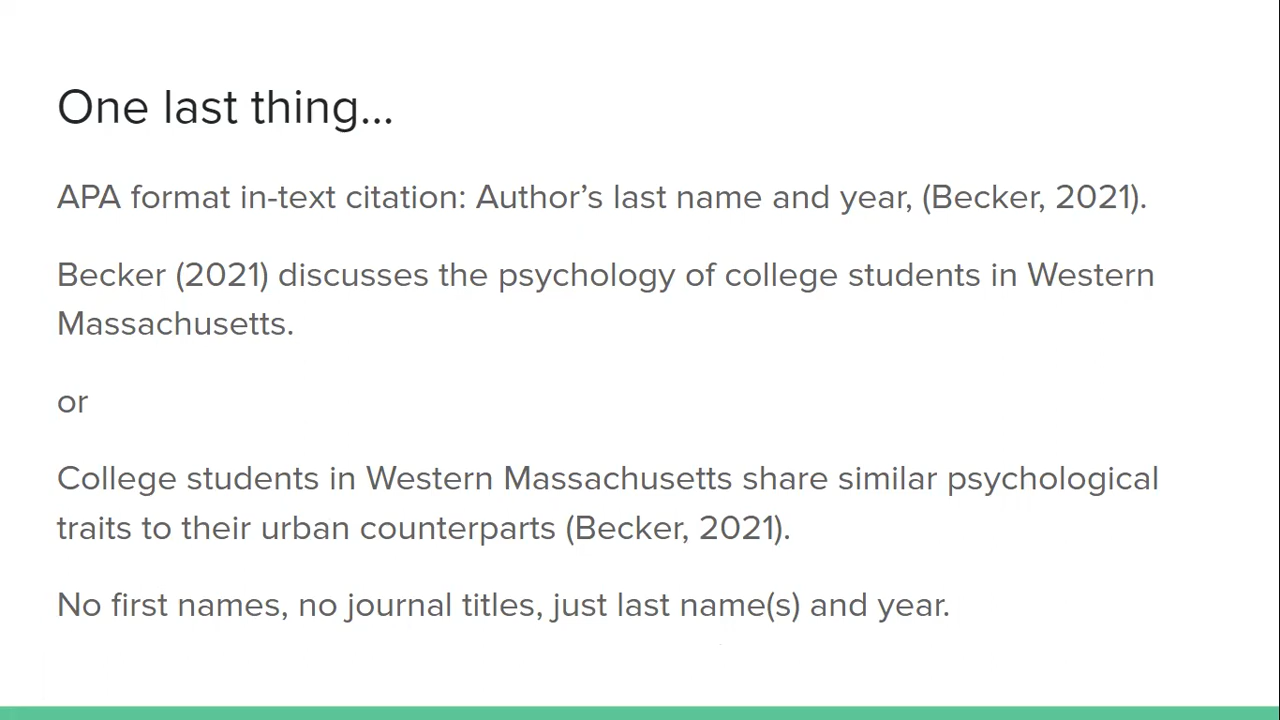 One last thing...
APA format in-text citation: Author’s last name and year, (Becker, 2021).
Becker (2021) discusses the psychology of college students in Western
Massachusetts.
or
College students in Western Massachusetts share similar psychological
traits to their urban counterparts (Becker, 2021).
No first names, no journal titles, just last name(s) and year.